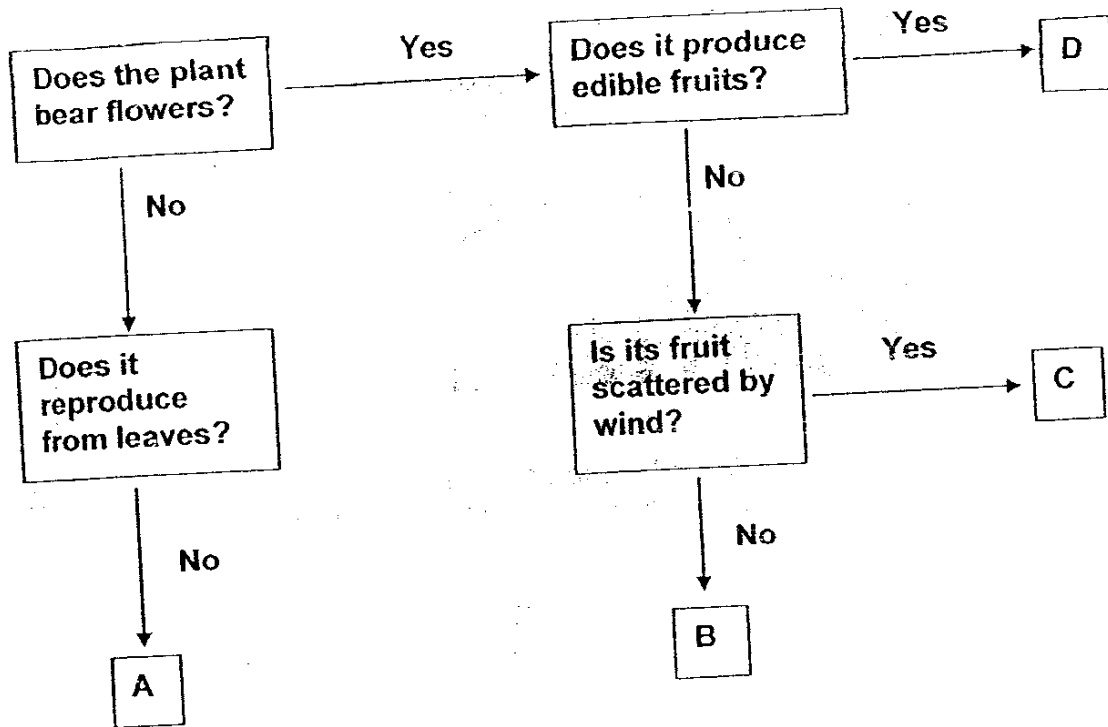 Does the plant
bear flowers?
Yes
Does it produce
edible fruits?
Yes
D
No
No
Does it
reproduce
from leaves?
Is its fruit
scattered by
wind?
Yes
C
No
No
A
B